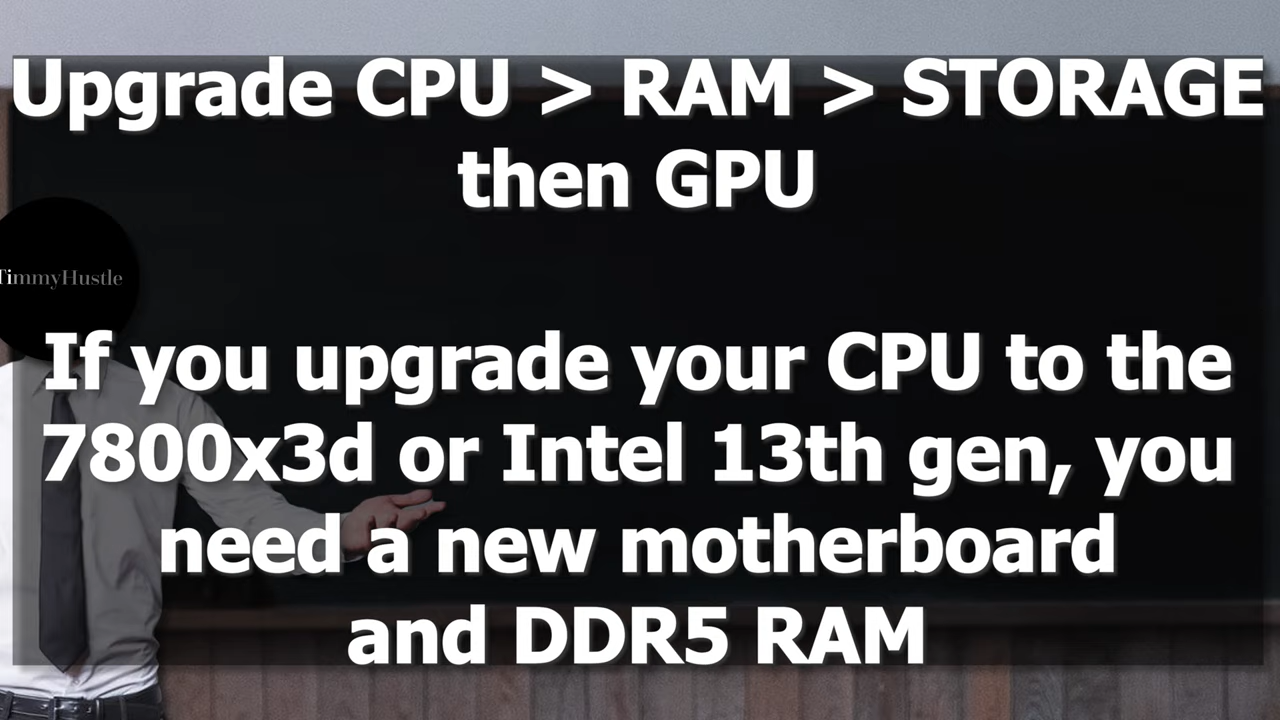 Upgrade CPU > RAM > STORAGE
then GPU
TimmyHustle
If you upgrade your CPU to the
7800x3d or Intel 13th gen, you
need a new motherboard
and DDR5 RAM